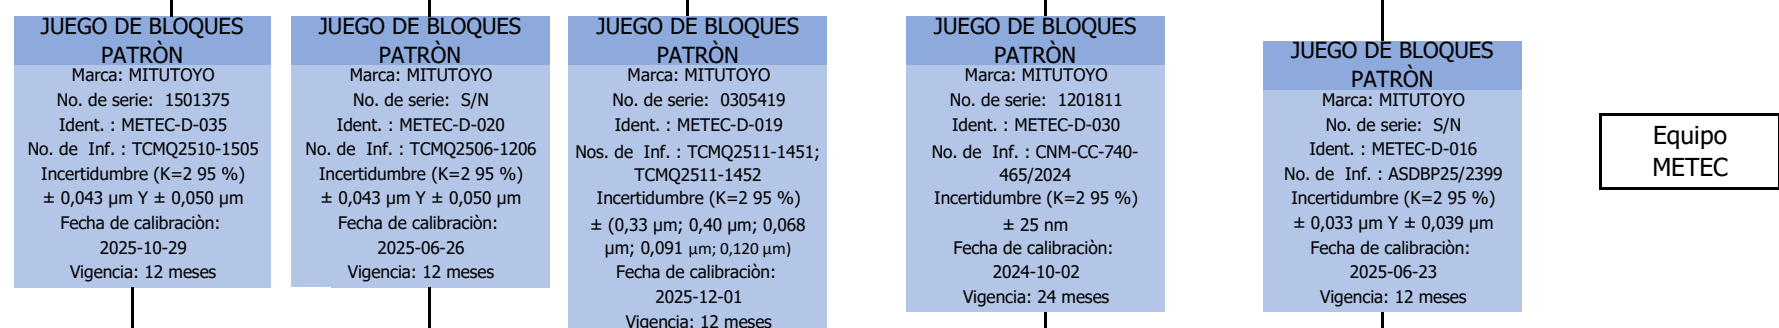 JUEGO DE BLOQUES
PATRÒN
Marca: MITUTOYO
No. de serie:  1501375
Ident. : METEC-D-035
No. de  Inf. : TCMQ2510-1505
Incertidumbre (K=2 95 %)
± 0,043 µm Y ± 0,050 µm
Fecha de calibraciòn:
2025-10-29
Vigencia: 12 meses
JUEGO DE BLOQUES
PATRÒN
Marca: MITUTOYO
No. de serie:  S/N
Ident. : METEC-D-020
No. de  Inf. : TCMQ2506-1206
Incertidumbre (K=2 95 %)
± 0,043 µm Y ± 0,050 µm
Fecha de calibraciòn:
2025-06-26
Vigencia: 12 meses
JUEGO DE BLOQUES
PATRÒN
Marca: MITUTOYO
No. de serie:  0305419
Ident. : METEC-D-019
Nos. de  Inf. : TCMQ2511-1451;
TCMQ2511-1452
Incertidumbre (K=2 95 %)
± (0,33 µm; 0,40 µm; 0,068
µm; 0,091 µm; 0,120 µm)
Fecha de calibraciòn:
2025-12-01
Vigencia: 12 meses
JUEGO DE BLOQUES
PATRÒN
Marca: MITUTOYO
No. de serie:  1201811
Ident. : METEC-D-030
No. de  Inf. : CNM-CC-740-
465/2024
Incertidumbre (K=2 95 %)
± 25 nm
Fecha de calibraciòn:
2024-10-02
Vigencia: 24 meses
JUEGO DE BLOQUES
PATRÒN
Marca: MITUTOYO
No. de serie:  S/N
Ident. : METEC-D-016
No. de  Inf. : ASDBP25/2399
Incertidumbre (K=2 95 %)
± 0,033 µm Y ± 0,039 µm
Fecha de calibraciòn:
2025-06-23
Vigencia: 12 meses
Equipo
METEC